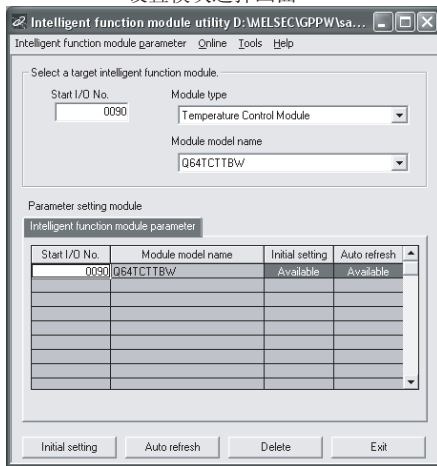 Intelligent function module utility D:\MELSEC\GPPW\sa...
Intelligent function module parameter Online Tools Help
Select a target intelligent function module.
Start I/O No.
Module type
0090
Temperature Control Module
Module model name
Q64TCTTBW
Parameter setting module
Intelligent function module parameter
Start I/O No. Module model name Initial setting Auto refresh
0090 Q64TCTTBW Available Available
Initial setting Auto refresh Delete Exit